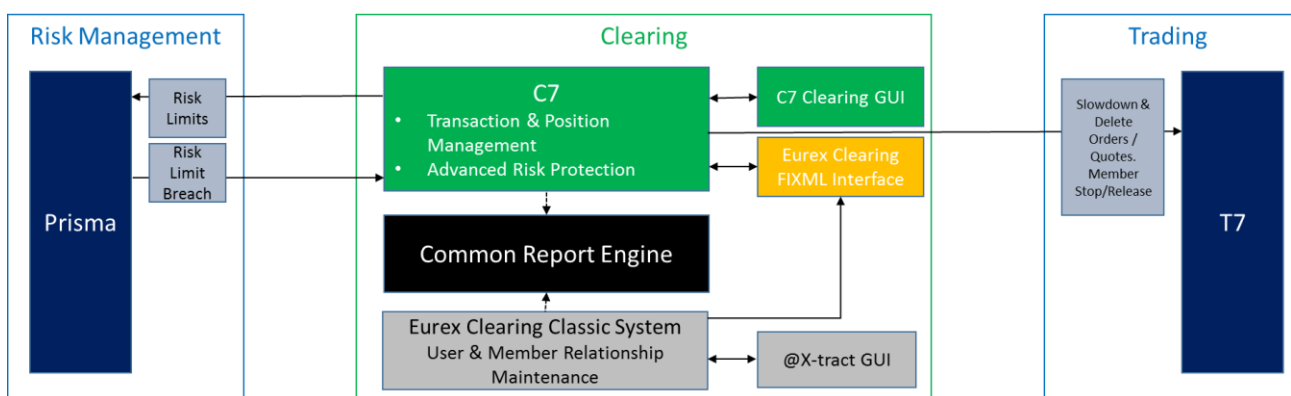 Risk Management
Prisma
Risk
Limits
Risk
Limit
Breach
Clearing
C7
• Transaction & Position
Management
• Advanced Risk Protection
C7 Clearing GUI
Eurex Clearing
FIXML Interface
Common Report Engine
Eurex Clearing Classic System
User & Member Relationship
Maintenance
@X-tract GUI
Trading
Slowdown &
Delete
Orders /
Quotes.
Member
Stop/Release
T7